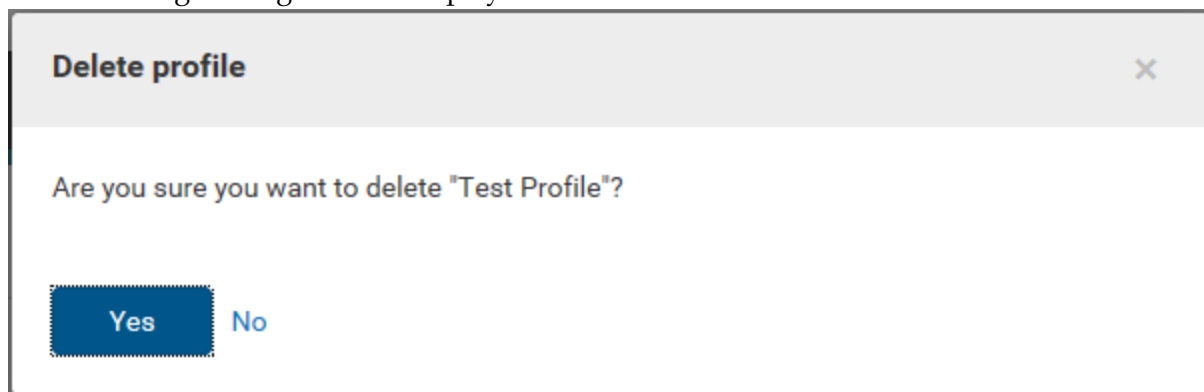 Delete profile
×
Are you sure you want to delete "Test Profile"?
Yes No